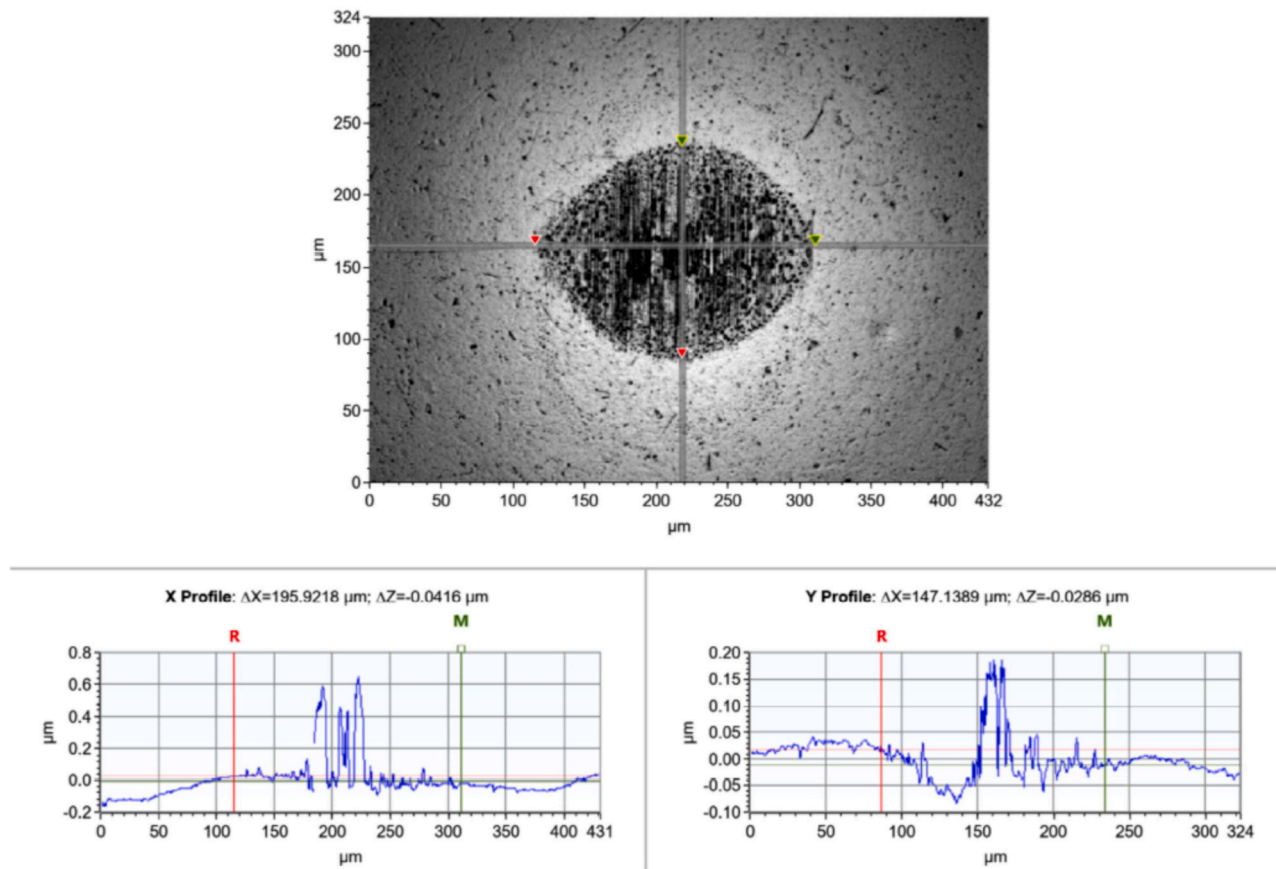 324
300
250
200
150
100
50
0
µm
0 50 100 150 200 250 300 350 400 432
µm
X Profile: ΔX=195.9218 µm; ΔZ=-0.0416 µm
R
M
0.8
0.6
0.4
0.2
0.0
-0.2
µm
0 50 100 150 200 250 300 350 400 431
µm
Y Profile: ΔX=147.1389 µm; ΔZ=-0.0286 µm
R
M
0.20
0.15
0.10
0.05
0.00
-0.05
-0.10
µm
0 50 100 150 200 250 300 324
µm